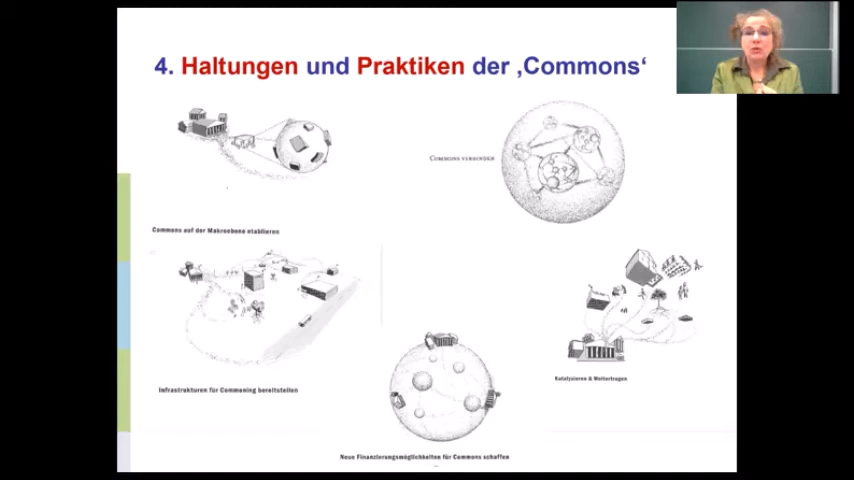 4. Haltungen und Praktiken der ‚Commons‘
COMMONS VERBINDEN
Commons auf der Makroebene etablieren
Infrastrukturen für Commoning bereitstellen
Katalysieren & Weitertragen
Neue Finanzierungsmöglichkeiten für Commons schaffen